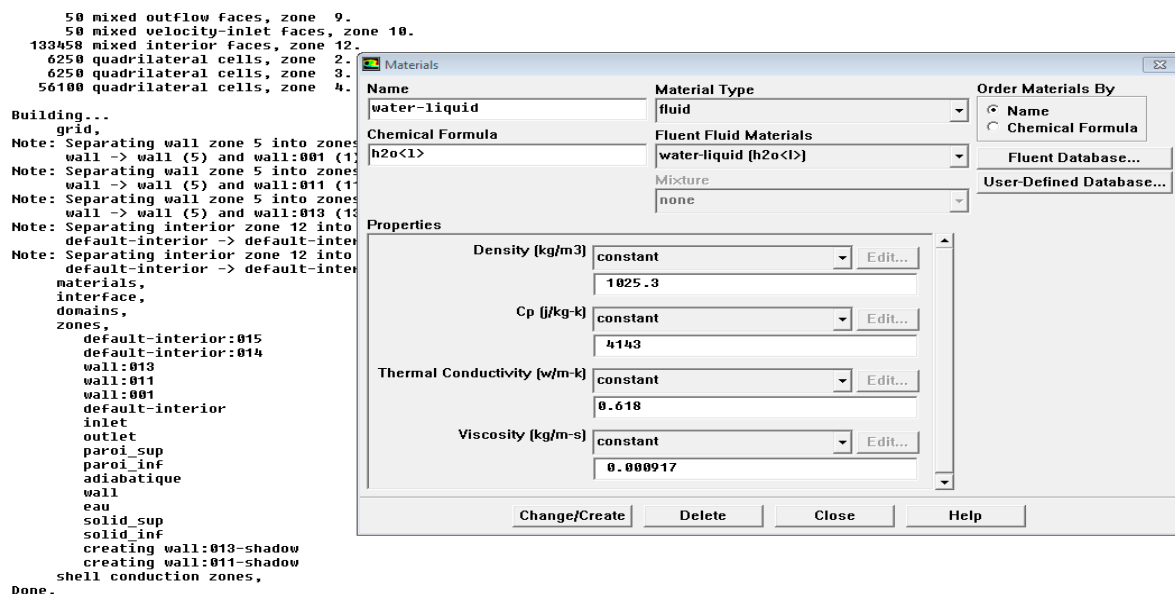 50 mixed outflow faces, zone 9.
50 mixed velocity-inlet faces, zone 10.
133458 mixed interior faces, zone 12.
6250 quadrilateral cells, zone 2.
6250 quadrilateral cells, zone 3.
56100 quadrilateral cells, zone 4.
Building...
grid,
Note: Separating wall zone 5 into zones
wall -> wall (5) and wall:001 (1)
Note: Separating wall zone 5 into zones
wall -> wall (5) and wall:011 (11
Note: Separating wall zone 5 into zones
wall -> wall (5) and wall:013 (13
Note: Separating interior zone 12 into
default-interior -> default-inter
Note: Separating interior zone 12 into
default-interior -> default-inter
materials,
interface,
domains,
zones,
default-interior:015
default-interior:014
wall:013
wall:011
wall:001
default-interior
inlet
outlet
paroi_sup
paroi_inf
adiabatique
wall
eau
solid_sup
solid_inf
creating wall:013-shadow
creating wall:011-shadow
shell conduction zones,
Done.
Materials
Name
water-liquid
Chemical Formula
h2o<l>
Material Type
fluid
Fluent Fluid Materials
water-liquid (h2o<l>)
Mixture
none
Order Materials By
Name
Chemical Formula
Fluent Database...
User-Defined Database...
Properties
Density (kg/m3) constant Edit...
1025.3
Cp (j/kg-k) constant Edit...
4143
Thermal Conductivity (w/m-k) constant Edit...
0.618
Viscosity (kg/m-s) constant Edit...
0.000917
Change/Create Delete Close Help